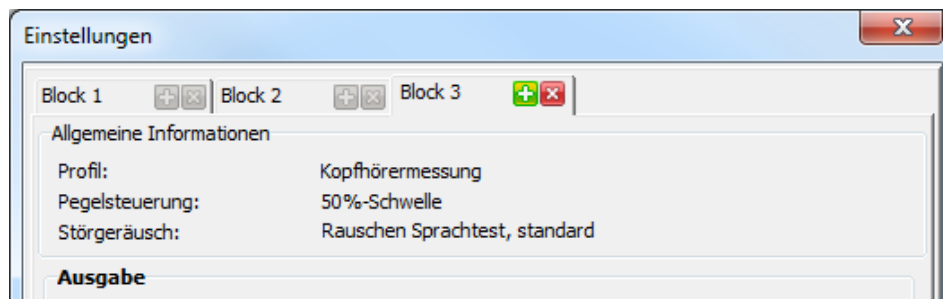 Einstellungen
Block 1 Block 2 Block 3
Allgemeine Informationen
Profil: Kopfhörermessung
Pegelsteuerung: 50%-Schwelle
Störgeräusch: Rauschen Sprachtest, standard
Ausgabe